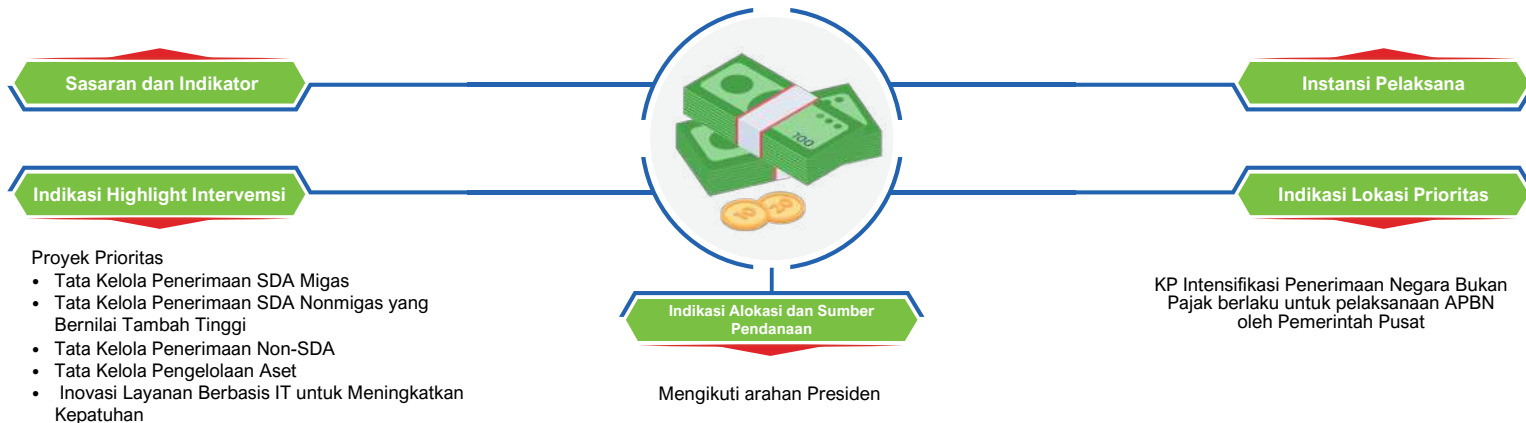 Sasaran dan Indikator
Instansi Pelaksana
Indikasi Highlight Intervemsi
Indikasi Lokasi Prioritas
Proyek Prioritas
• Tata Kelola Penerimaan SDA Migas
• Tata Kelola Penerimaan SDA Nonmigas yang
Bernilai Tambah Tinggi
• Tata Kelola Penerimaan Non-SDA
• Tata Kelola Pengelolaan Aset
• Inovasi Layanan Berbasis IT untuk Meningkatkan
Kepatuhan
100
10
20
Indikasi Alokasi dan Sumber
Pendanaan
Mengikuti arahan Presiden
KP Intensifikasi Penerimaan Negara Bukan
Pajak berlaku untuk pelaksanaan APBN
oleh Pemerintah Pusat